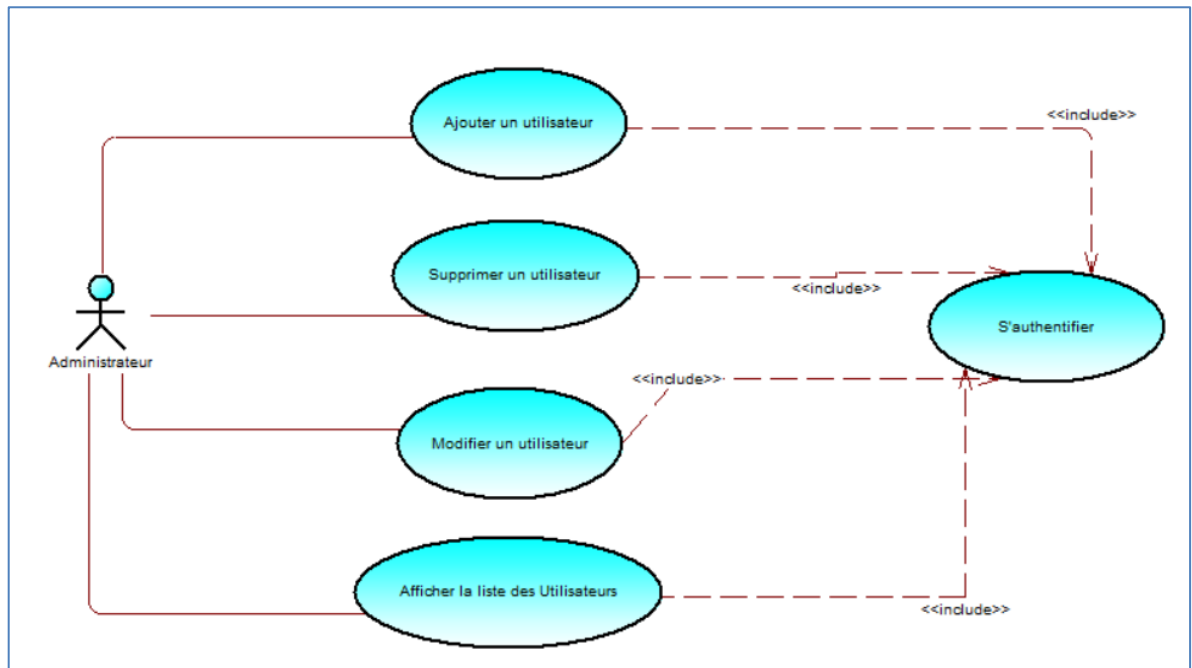 Ajouter un utilisateur
<<include>>
Supprimer un utilisateur
<<include>>
S'authentifier
Administrateur
<<include>>
Modifier un utilisateur
Afficher la liste des Utilisateurs
<<include>>